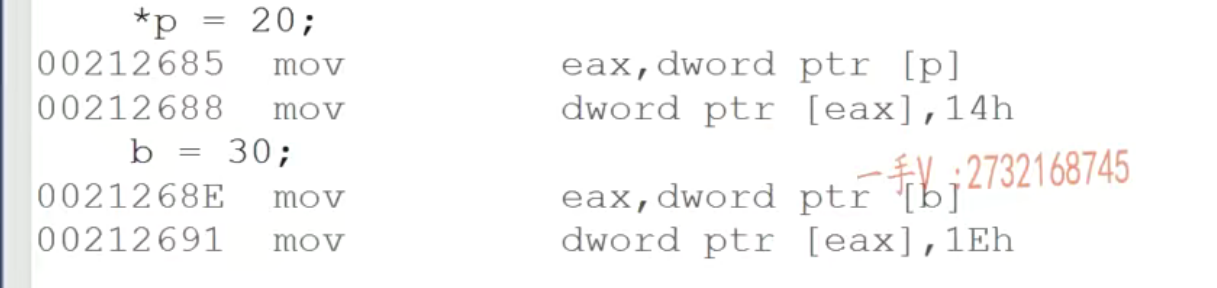 *p = 20;
00212685 mov eax,dword ptr [p]
00212688 mov dword ptr [eax],14h
b = 30;
0021268E mov eax,dword ptr [b]
00212691 mov dword ptr [eax],1Eh
一手V :2732168745